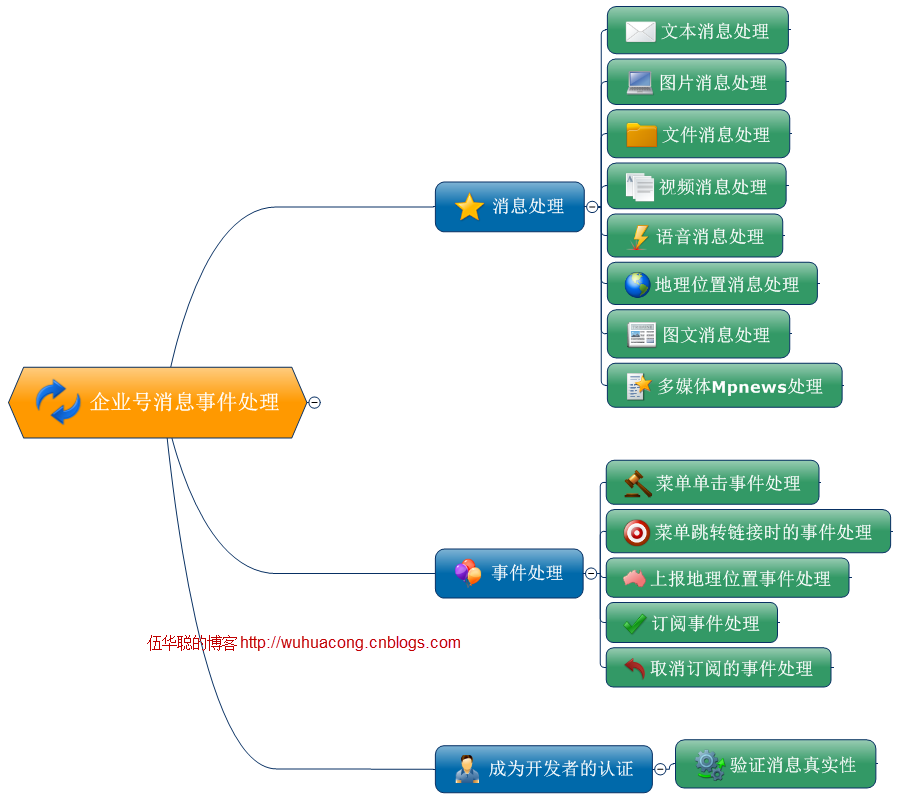 文本消息处理
图片消息处理
文件消息处理
视频消息处理
消息处理
语音消息处理
地理位置消息处理
图文消息处理
多媒体Mpnews处理
企业号消息事件处理
菜单单击事件处理
菜单跳转链接时的事件处理
事件处理
上报地理位置事件处理
订阅事件处理
伍华聪的博客 http://wuhuacong.cnblogs.com
取消订阅的事件处理
成为开发者的认证
验证消息真实性